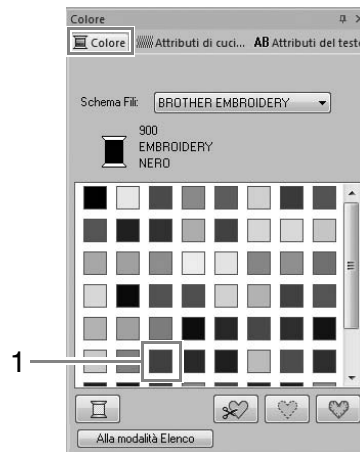 Colore
Colore Attributi di cuci... AB Attributi del testo
Schema Fili: BROTHER EMBROIDERY
900
EMBROIDERY
NERO
1
Alla modalità Elenco